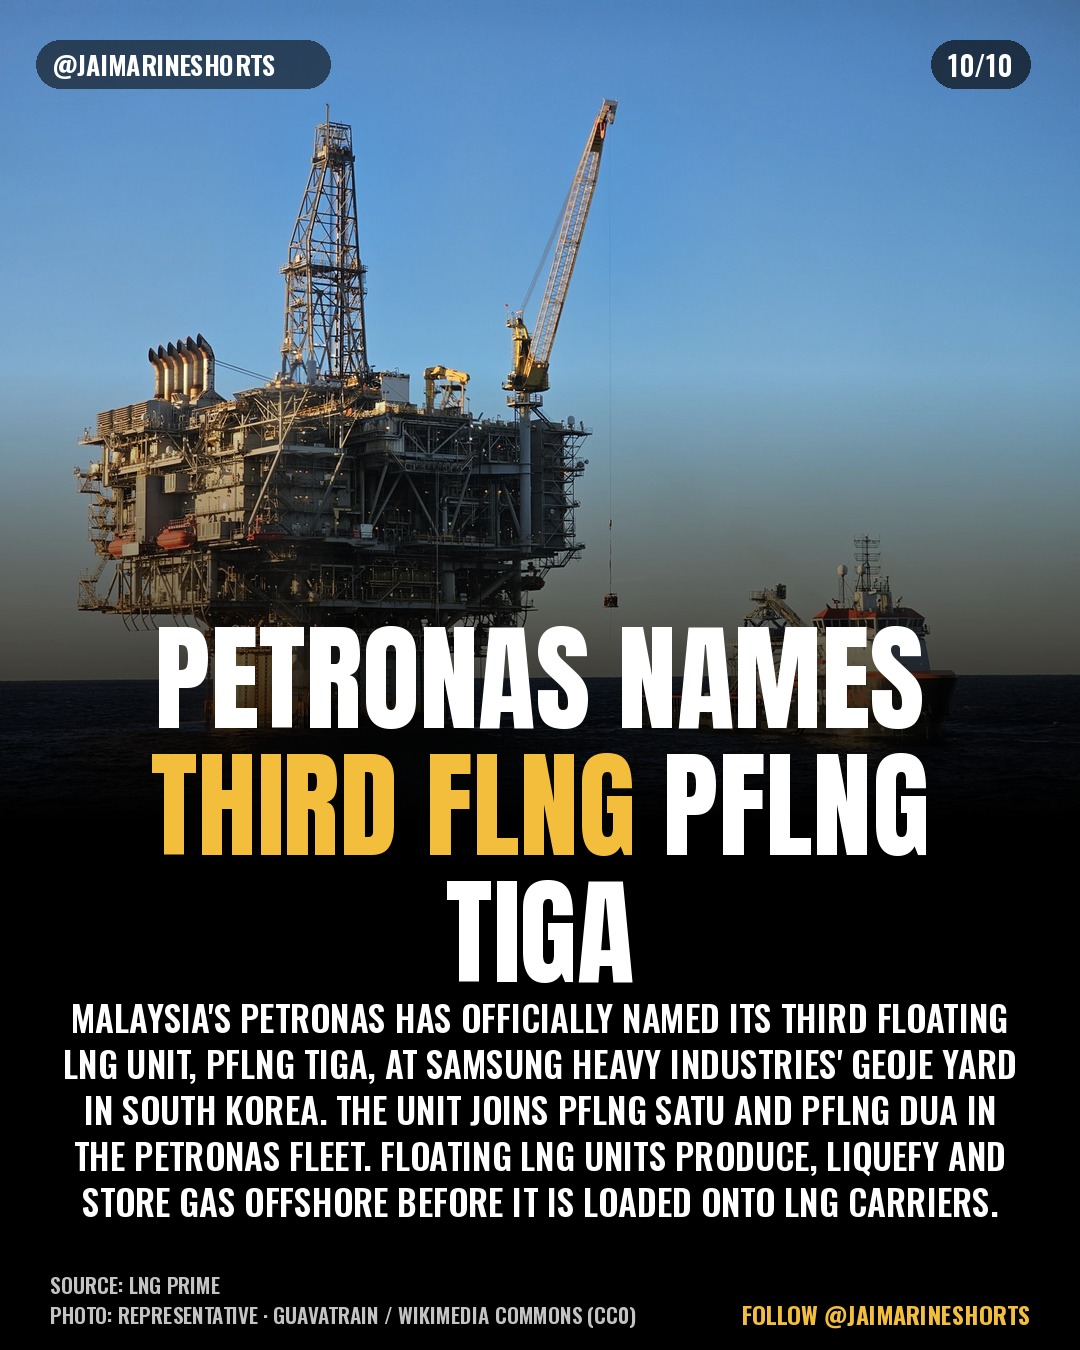 @JAIMARINESHORTS
10/10
PETRONAS NAMES
THIRD FLNG PFLNG
TIGA
MALAYSIA'S PETRONAS HAS OFFICIALLY NAMED ITS THIRD FLOATING
LNG UNIT, PFLNG TIGA, AT SAMSUNG HEAVY INDUSTRIES' GEOJE YARD
IN SOUTH KOREA. THE UNIT JOINS PFLNG SATU AND PFLNG DUA IN
THE PETRONAS FLEET. FLOATING LNG UNITS PRODUCE, LIQUEFY AND
STORE GAS OFFSHORE BEFORE IT IS LOADED ONTO LNG CARRIERS.
SOURCE: LNG PRIME
PHOTO: REPRESENTATIVE · GUAVATRAIN / WIKIMEDIA COMMONS (CC0)
FOLLOW @JAIMARINESHORTS